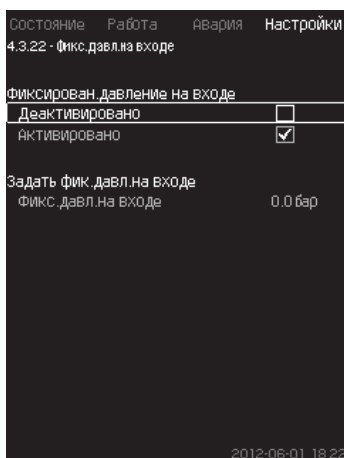 Состояние Работа Авария Настройки
4.3.22 - Фикс.давл.на входе
Фиксирован.давление на входе
Деактивировано
Активировано
Задать фик.давл.на входе
Фикс.давл.на входе 0.0 бар
2012-06-01 18:22